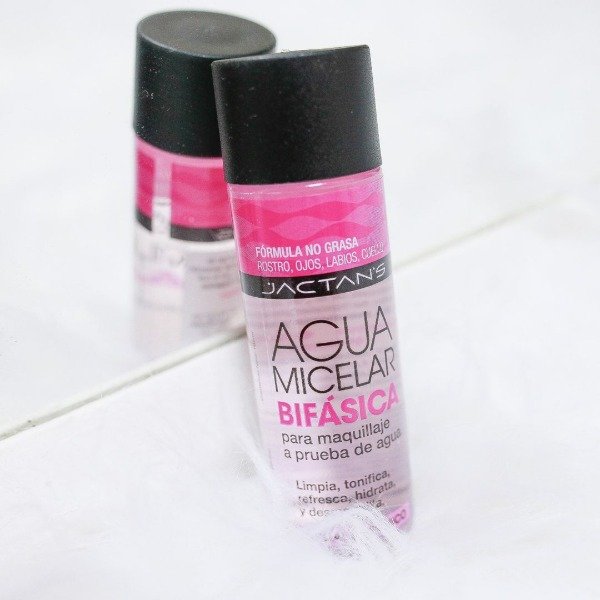 FÓRMULA NO GRASA
ROSTRO, OJOS, LABIOS, CUELLO
JACTAN'S
AGUA
MICELAR
BIFÁSICA
para maquillaje
a prueba de agua
Limpia, tonifica,
refresca, hidrata,
y